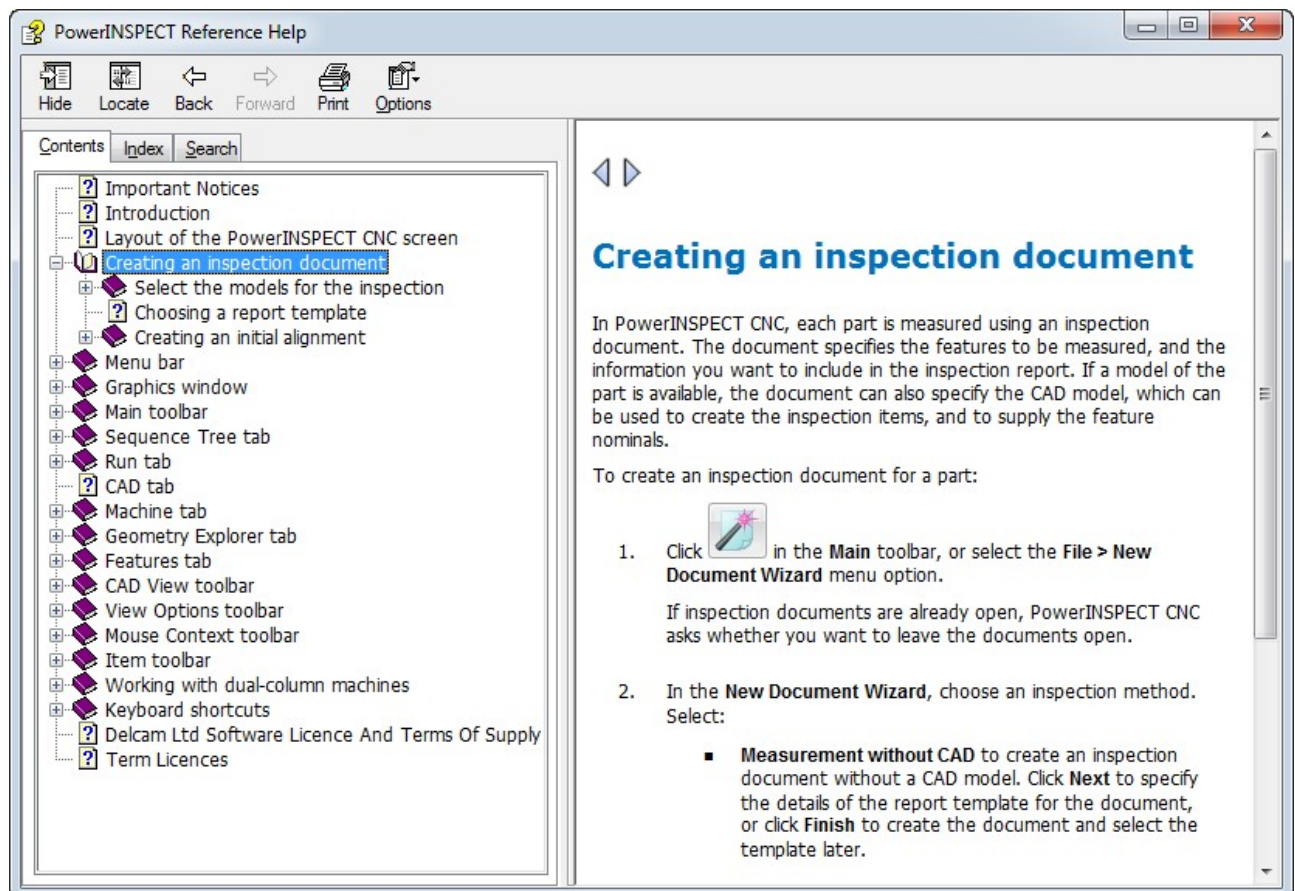 PowerINSPECT Reference Help
Hide Locate Back Forward Print Options
Contents Index Search
Important Notices
Introduction
Layout of the PowerINSPECT CNC screen
Creating an inspection document
Select the models for the inspection
Choosing a report template
Creating an initial alignment
Menu bar
Graphics window
Main toolbar
Sequence Tree tab
Run tab
CAD tab
Machine tab
Geometry Explorer tab
Features tab
CAD View toolbar
View Options toolbar
Mouse Context toolbar
Item toolbar
Working with dual-column machines
Keyboard shortcuts
Delcam Ltd Software Licence And Terms Of Supply
Term Licences
Creating an inspection document
In PowerINSPECT CNC, each part is measured using an inspection
document. The document specifies the features to be measured, and the
information you want to include in the inspection report. If a model of the
part is available, the document can also specify the CAD model, which can
be used to create the inspection items, and to supply the feature
nominals.
To create an inspection document for a part:
1. Click in the Main toolbar, or select the File > New
Document Wizard menu option.
If inspection documents are already open, PowerINSPECT CNC
asks whether you want to leave the documents open.
2. In the New Document Wizard, choose an inspection method.
Select:
▪ Measurement without CAD to create an inspection
document without a CAD model. Click Next to specify
the details of the report template for the document,
or click Finish to create the document and select the
template later.